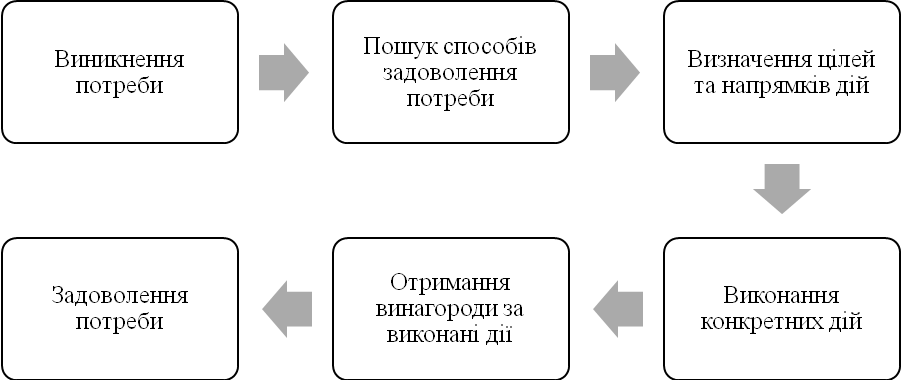 Виникнення
потреби
Пошук способів
задоволення
потреби
Визначення цілей
та напрямків дій
Виконання
конкретних дій
Отримання
винагороди за
виконані дії
Задоволення
потреби